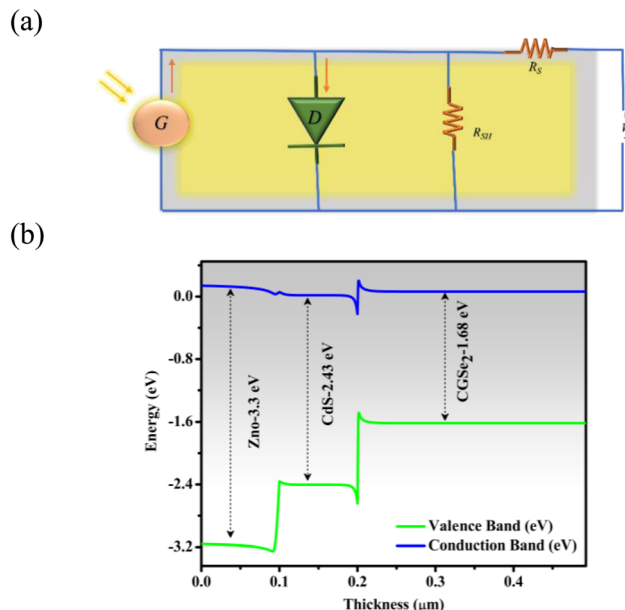 (a)
R_S
G
D
R_SH
(b)
0.0
-0.8
-1.6
-2.4
-3.2
Energy (eV)
Zno-3.3 eV
CdS-2.43 eV
CGSe₂-1.68 eV
Valence Band (eV)
Conduction Band (eV)
0.0 0.1 0.2 0.3 0.4
Thickness (μm)